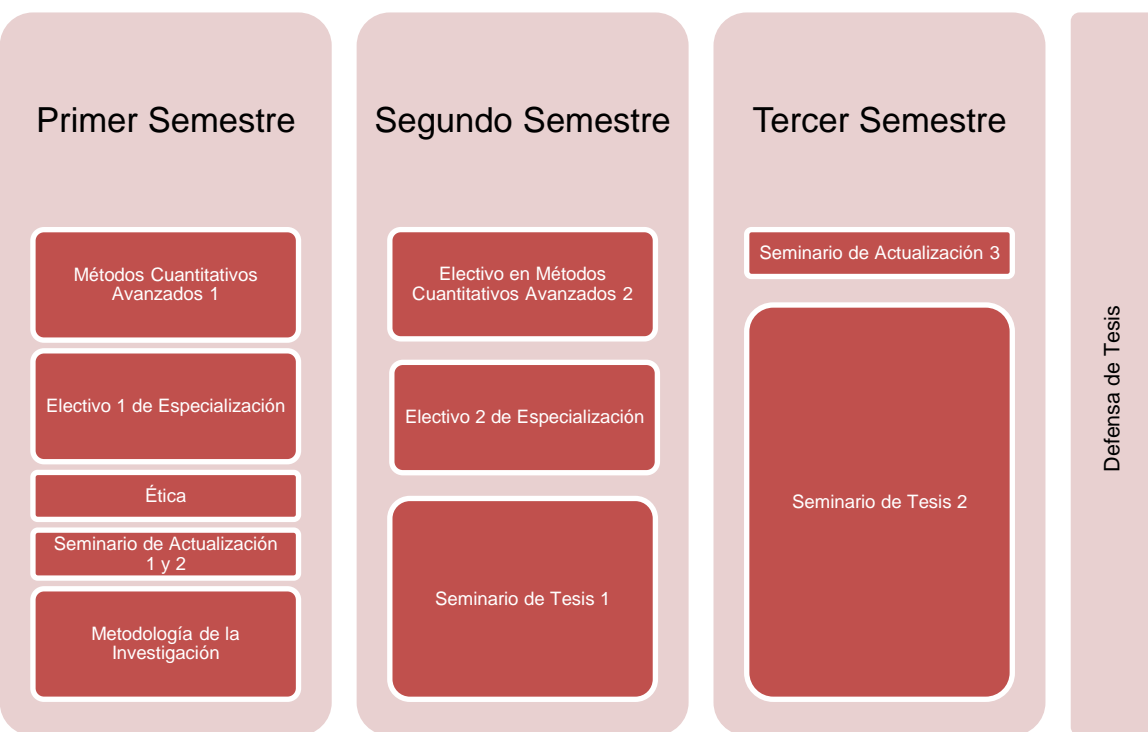 Primer Semestre
Métodos Cuantitativos
Avanzados 1
Electivo 1 de Especialización
Ética
Seminario de Actualización
1 y 2
Metodología de la
Investigación
Segundo Semestre
Electivo en Métodos
Cuantitativos Avanzados 2
Electivo 2 de Especialización
Seminario de Tesis 1
Tercer Semestre
Seminario de Actualización 3
Seminario de Tesis 2
Defensa de Tesis